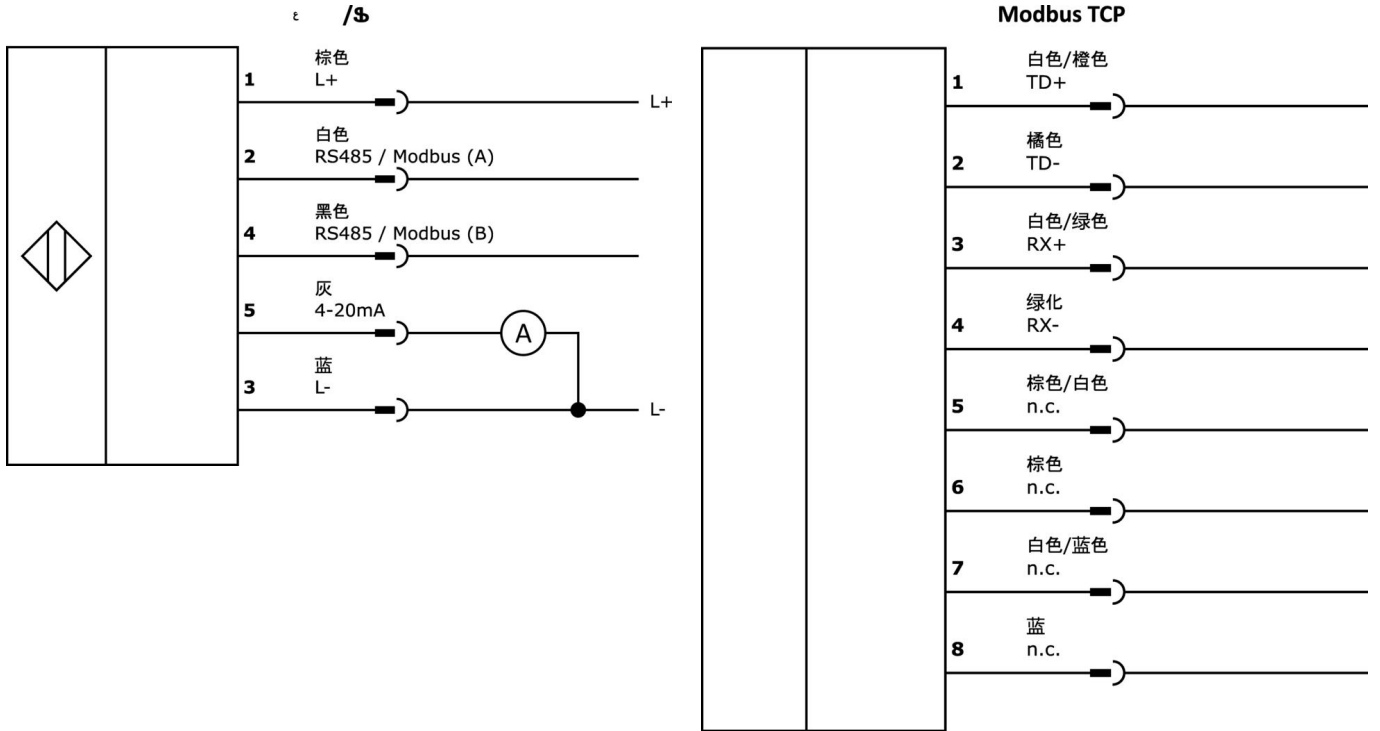 Modbus TCP
棕色
1 L+
L+
白色
2 RS485 / Modbus (A)
黑色
4 RS485 / Modbus (B)
灰
5 4-20mA
A
蓝
3 L-
L-
白色/橙色
1 TD+
橘色
2 TD-
白色/绿色
3 RX+
绿化
4 RX-
棕色/白色
5 n.c.
棕色
6 n.c.
白色/蓝色
7 n.c.
蓝
8 n.c.